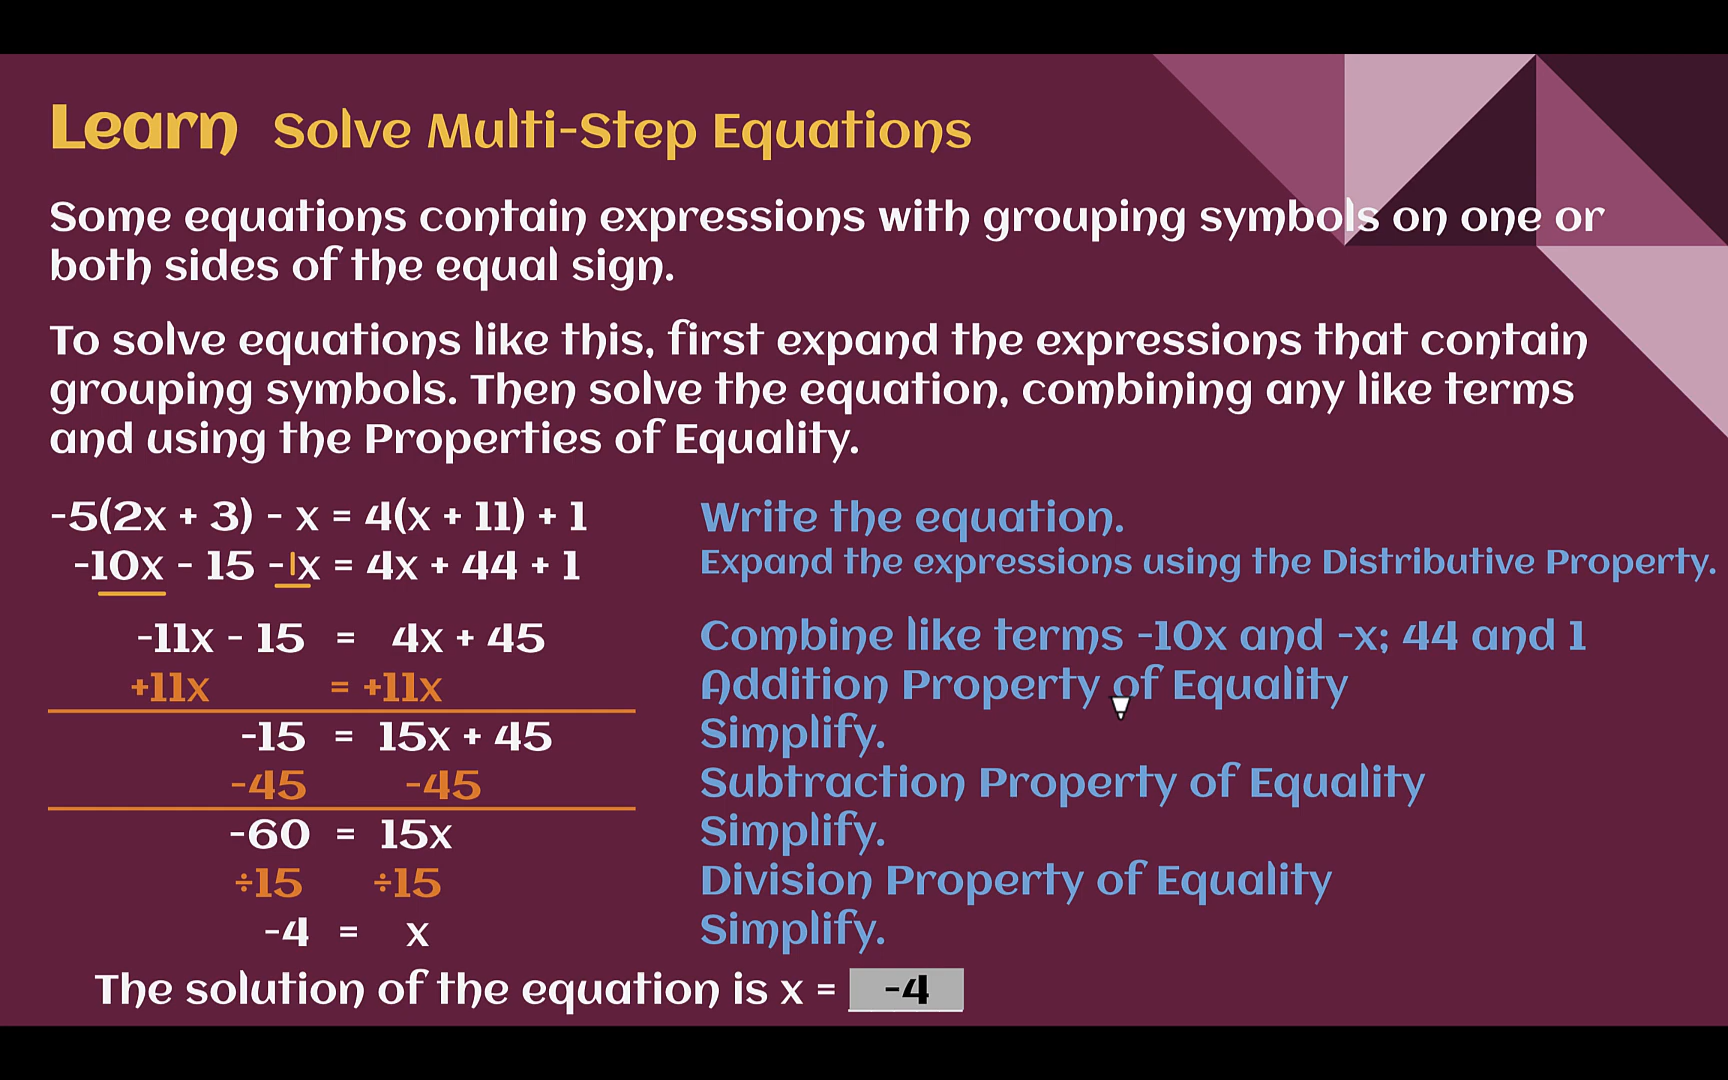 Learn Solve Multi-Step Equations
Some equations contain expressions with grouping symbols on one or
both sides of the equal sign.
To solve equations like this, first expand the expressions that contain
grouping symbols. Then solve the equation, combining any like terms
and using the Properties of Equality.
-5(2x + 3) - x = 4(x + 11) + 1 Write the equation.
-10x - 15 -1x = 4x + 44 + 1 Expand the expressions using the Distributive Property.
-11x - 15 = 4x + 45 Combine like terms -10x and -x; 44 and 1
+11x = +11x Addition Property of Equality
-15 = 15x + 45 Simplify.
-45 -45 Subtraction Property of Equality
-60 = 15x Simplify.
÷15 ÷15 Division Property of Equality
-4 = x Simplify.
The solution of the equation is x = -4